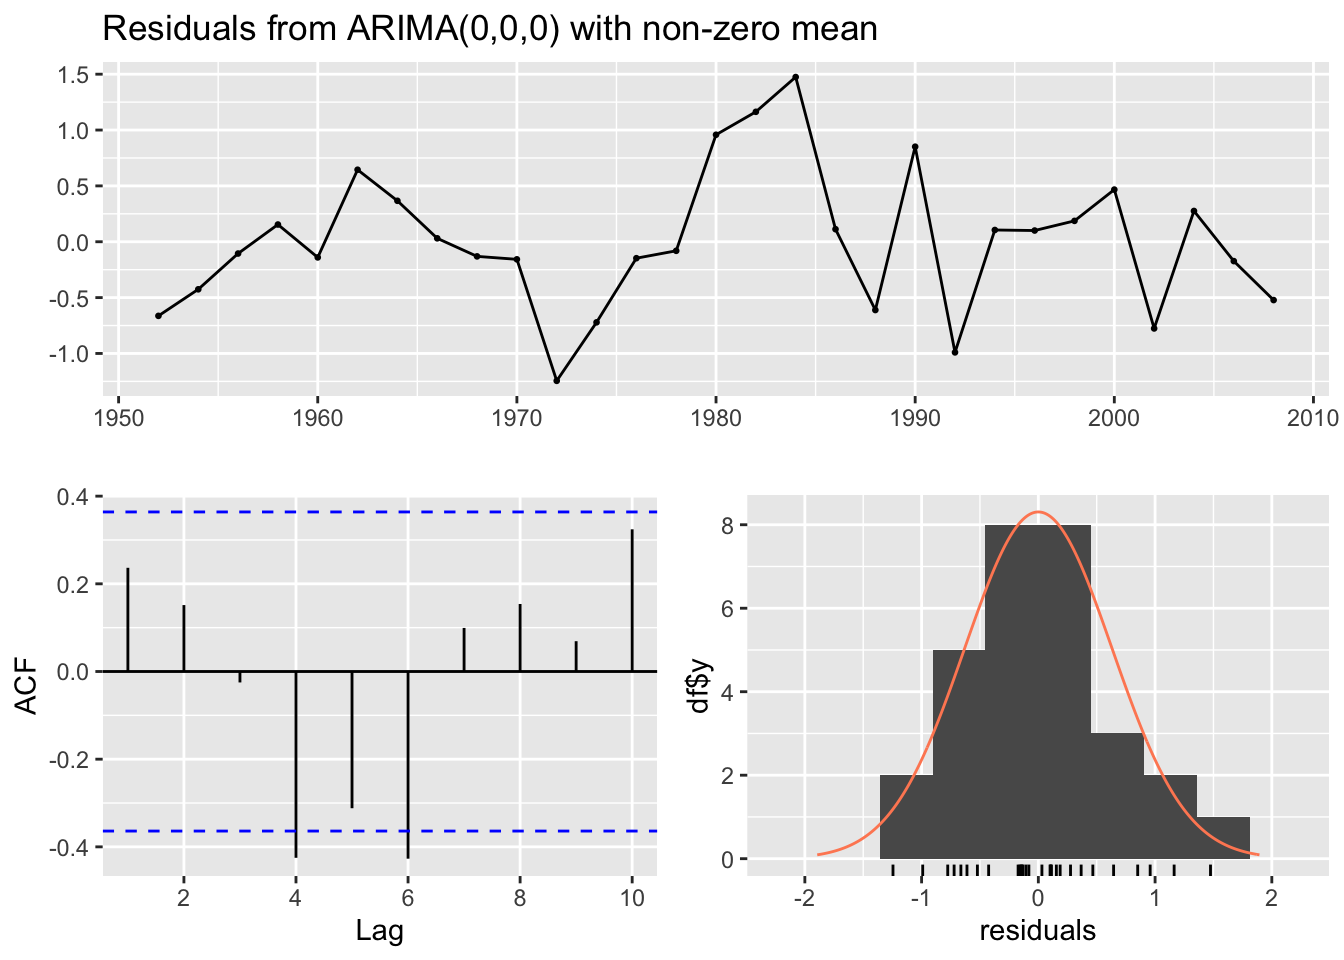 Residuals from ARIMA(0,0,0) with non-zero mean
1.5
1.0
0.5
0.0
-0.5
-1.0
1950 1960 1970 1980 1990 2000 2010
0.4
0.2
0.0
-0.2
-0.4
ACF
2 4 6 8 10
Lag
8
6
4
2
0
df$y
-2 -1 0 1 2
residuals